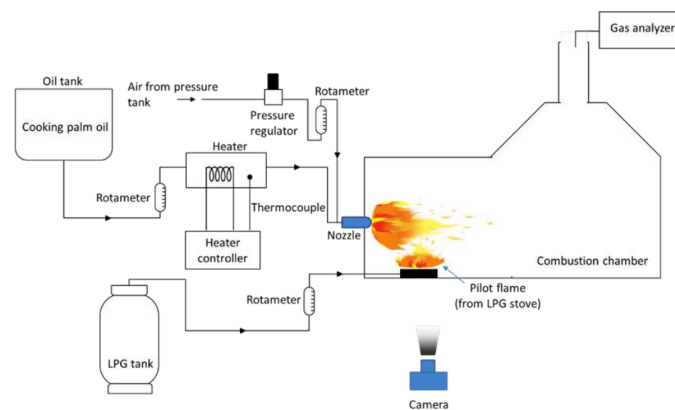 Gas analyzer
Oil tank
Air from pressure
tank
Rotameter
Cooking palm oil
Pressure
regulator
Heater
Rotameter
Thermocouple
Nozzle
Heater
controller
Combustion chamber
Rotameter
Pilot flame
(from LPG stove)
LPG tank
Camera